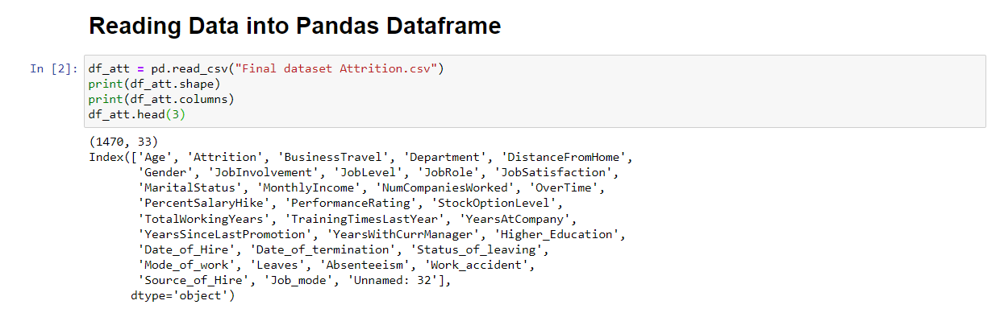 Reading Data into Pandas Dataframe
In [2]: df_att = pd.read_csv("Final dataset Attrition.csv")
print(df_att.shape)
print(df_att.columns)
df_att.head(3)
(1470, 33)
Index(['Age', 'Attrition', 'BusinessTravel', 'Department', 'DistanceFromHome',
'Gender', 'JobInvolvement', 'JobLevel', 'JobRole', 'JobSatisfaction',
'MaritalStatus', 'MonthlyIncome', 'NumCompaniesWorked', 'OverTime',
'PercentSalaryHike', 'PerformanceRating', 'StockOptionLevel',
'TotalWorkingYears', 'TrainingTimesLastYear', 'YearsAtCompany',
'YearsSinceLastPromotion', 'YearsWithCurrManager', 'Higher_Education',
'Date_of_Hire', 'Date_of_termination', 'Status_of_leaving',
'Mode_of_work', 'Leaves', 'Absenteeism', 'Work_accident',
'Source_of_Hire', 'Job_mode', 'Unnamed: 32'],
dtype='object')